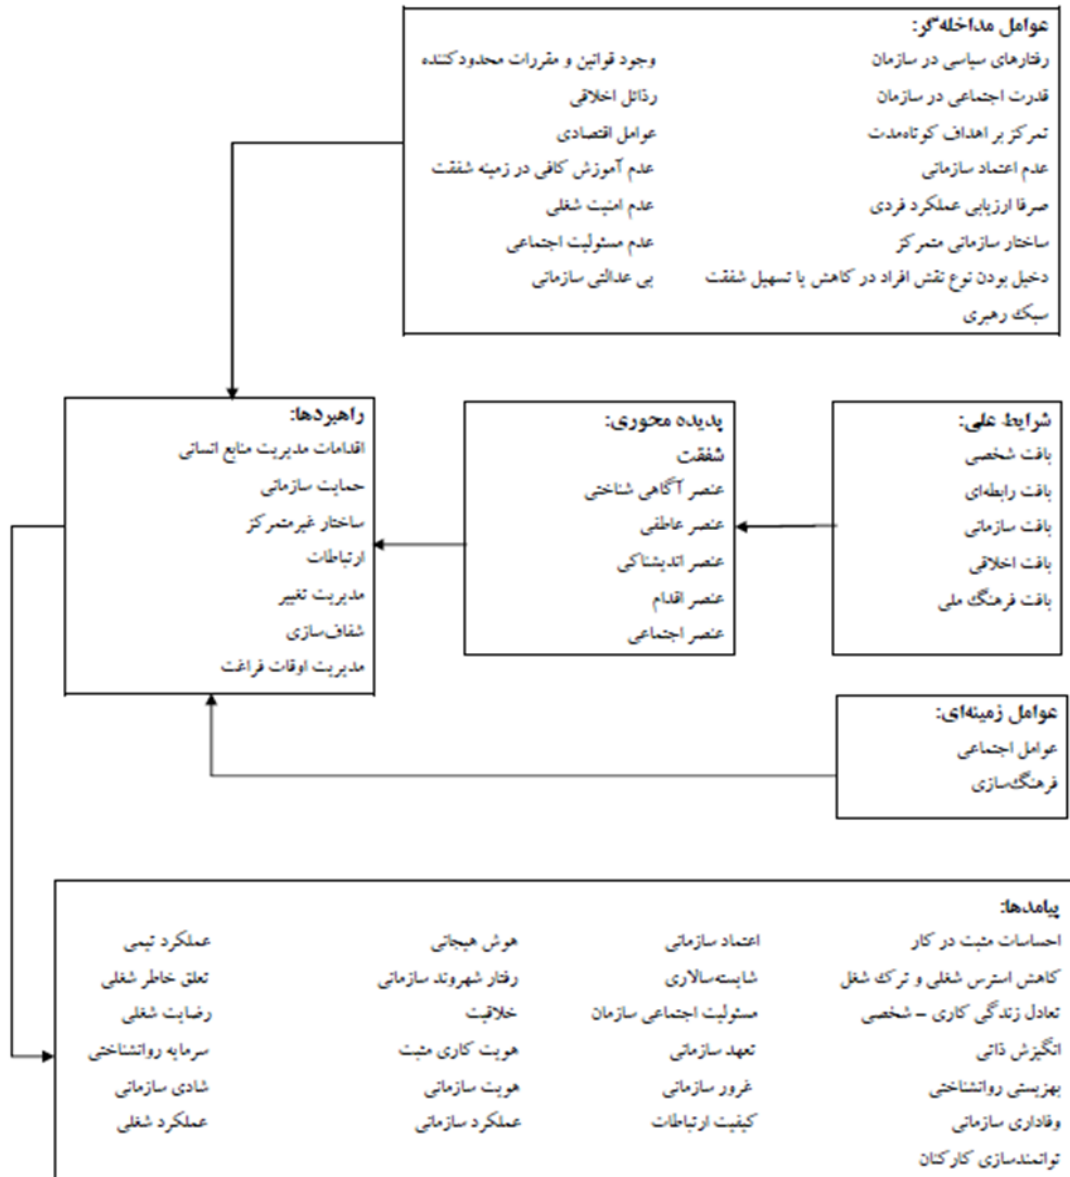 عوامل مداخله‌گر:
رفتارهای سیاسی در سازمان
وجود قوانین و مقررات محدودکننده
قدرت اجتماعی در سازمان
رذائل اخلاقی
تمرکز بر اهداف کوتاه‌مدت
عوامل اقتصادی
عدم اعتماد سازمانی
عدم آموزش کافی در زمینه شفقت
صرفا ارزیابی عملکرد فردی
عدم امنیت شغلی
ساختار سازمانی متمرکز
عدم مسئولیت اجتماعی
دخیل بودن نوع نقش افراد در کاهش یا تسهیل شفقت
بی عدالتی سازمانی
سبک رهبری
شرایط علی:
بافت شخصی
بافت رابطه‌ای
بافت سازمانی
بافت اخلاقی
بافت فرهنگ ملی
پدیده محوری:
شفقت
عنصر آگاهی شناختی
عنصر عاطفی
عنصر اندیشناکی
عنصر اقدام
عنصر اجتماعی
راهبردها:
اقدامات مدیریت منابع انسانی
حمایت سازمانی
ساختار غیرمتمرکز
ارتباطات
مدیریت تغییر
شفاف‌سازی
مدیریت اوقات فراغت
عوامل زمینه‌ای:
عوامل اجتماعی
فرهنگ‌سازی
پیامدها:
احساسات مثبت در کار
اعتماد سازمانی
هوش هیجانی
عملکرد تیمی
کاهش استرس شغلی و ترک شغل
شایسته‌سالاری
رفتار شهروند سازمانی
تعلق خاطر شغلی
تعادل زندگی کاری – شخصی
مسئولیت اجتماعی سازمان
خلاقیت
رضایت شغلی
انگیزش ذاتی
تعهد سازمانی
هویت کاری مثبت
سرمایه روانشناختی
بهزیستی روانشناختی
غرور سازمانی
هویت سازمانی
شادی سازمانی
وفاداری سازمانی
کیفیت ارتباطات
عملکرد سازمانی
عملکرد شغلی
توانمندسازی کارکنان